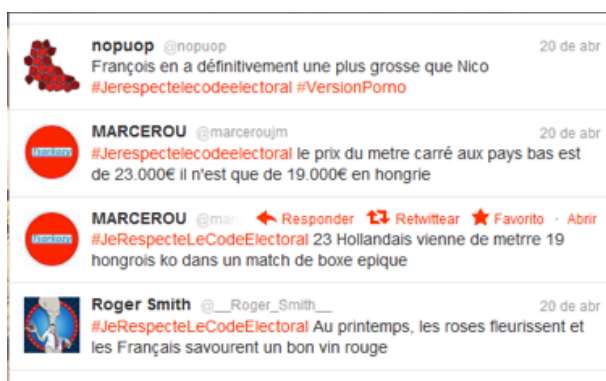 nopuop @nopuop 20 de abr
François en a définitivement une plus grosse que Nico
#Jerespectelecodeelectoral #VersionPorno
MARCEROU @marceroujm 20 de abr
#Jerespectelecodeelectoral le prix du metre carré aux pays bas est
de 23.000€ il n'est que de 19.000€ en hongrie
MARCEROU @marc Responder Retwittear Favorito · Abrir
#JeRespecteLeCodeElectoral 23 Hollandais vienne de metrre 19
hongrois ko dans un match de boxe epique
Roger Smith @__Roger_Smith__ 20 de abr
#JeRespecteLeCodeElectoral Au printemps, les roses fleurissent et
les Français savourent un bon vin rouge